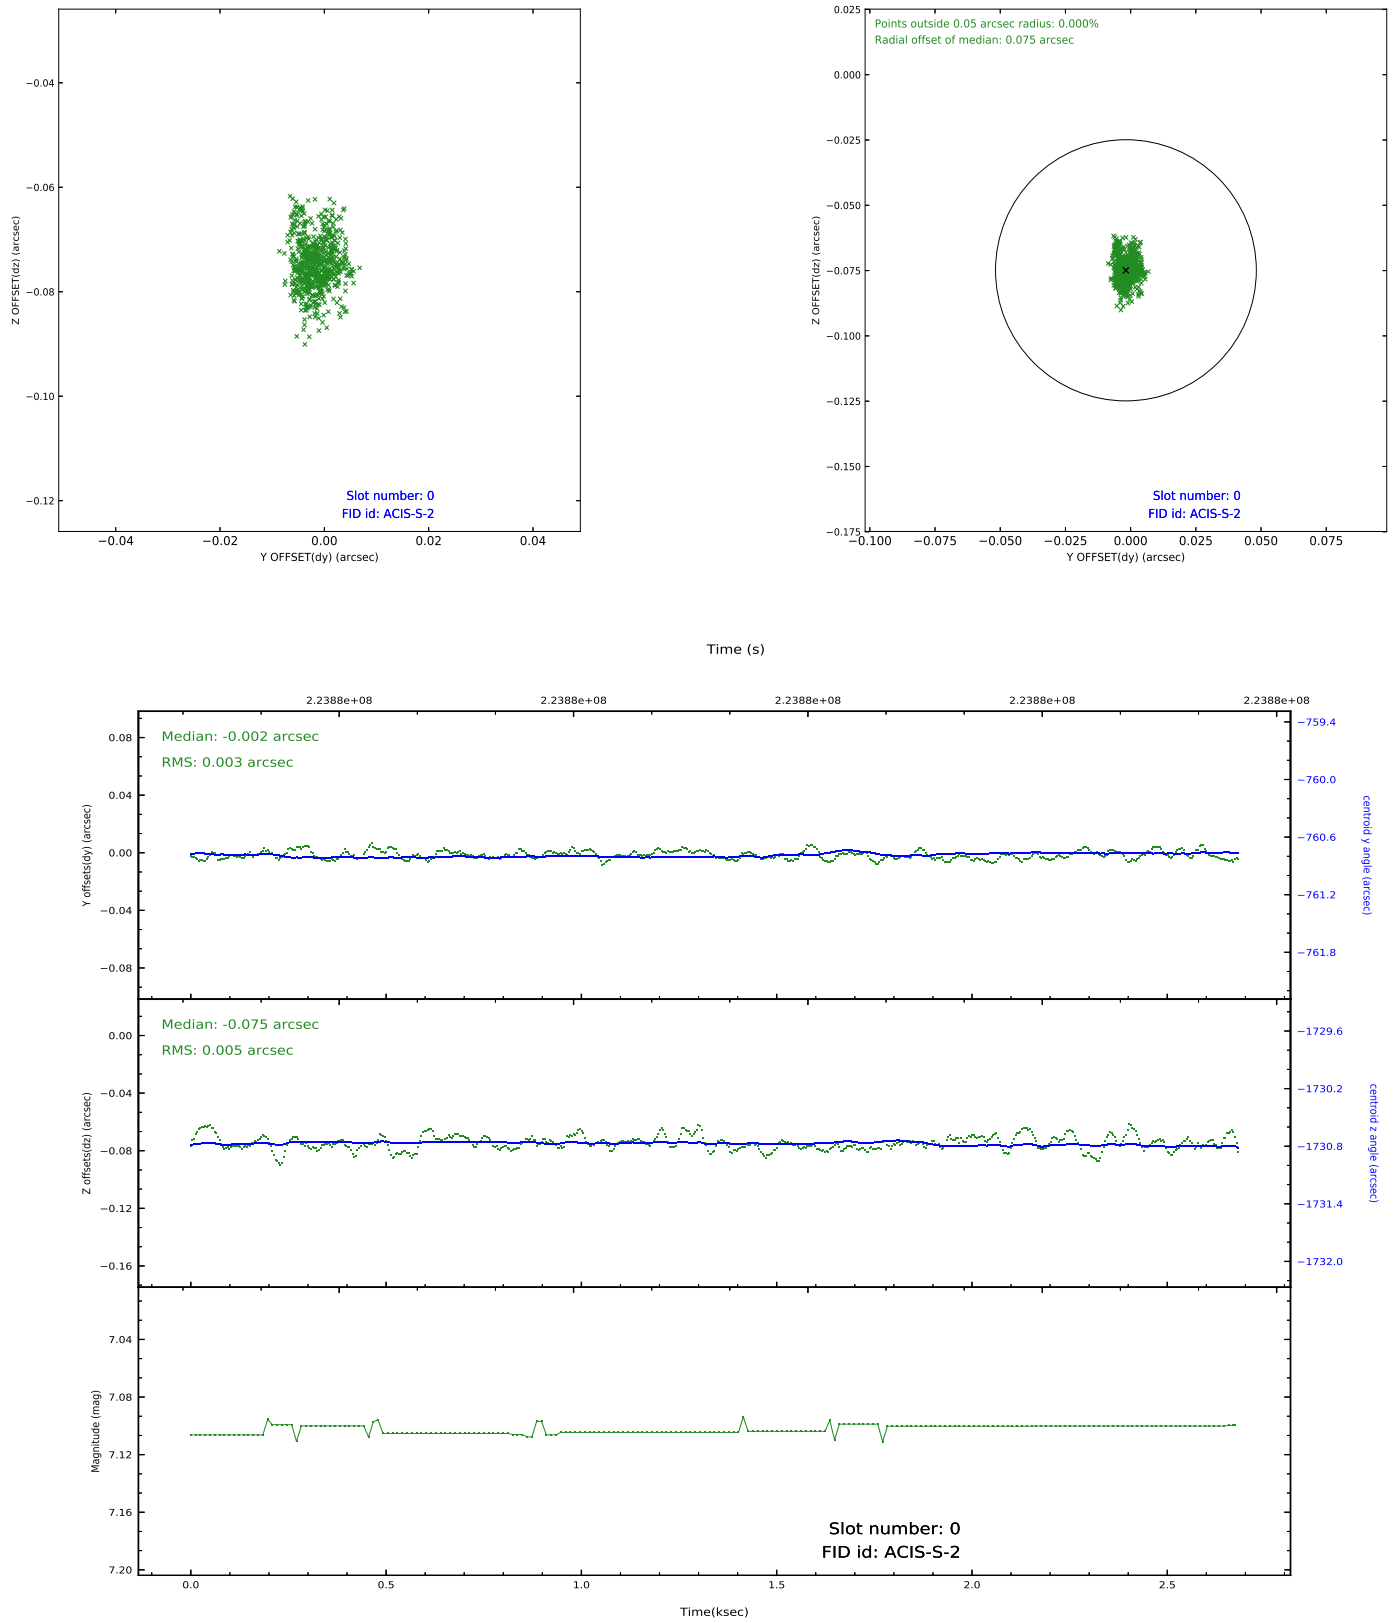 −0.04
−0.06
−0.08
−0.10
−0.12
Z OFFSET(dz) (arcsec)
Slot number: 0
FID id: ACIS-S-2
−0.04 −0.02 0.00 0.02 0.04
Y OFFSET(dy) (arcsec)
Points outside 0.05 arcsec radius: 0.000%
Radial offset of median: 0.075 arcsec
0.025
0.000
−0.025
−0.050
−0.075
−0.100
−0.125
−0.150
−0.175
Z OFFSET(dz) (arcsec)
Slot number: 0
FID id: ACIS-S-2
−0.100 −0.075 −0.050 −0.025 0.000 0.025 0.050 0.075
Y OFFSET(dy) (arcsec)
Time (s)
2.2388e+08 2.2388e+08 2.2388e+08 2.2388e+08 2.2388e+08
Median: -0.002 arcsec
RMS: 0.003 arcsec
0.08
0.04
0.00
−0.04
−0.08
Y offsets(dy) (arcsec)
−759.4
−760.0
−760.6
−761.2
−761.8
centroid y angle (arcsec)
Median: -0.075 arcsec
RMS: 0.005 arcsec
0.00
−0.04
−0.08
−0.12
−0.16
Z offsets(dz) (arcsec)
−1729.6
−1730.2
−1730.8
−1731.4
−1732.0
centroid z angle (arcsec)
7.04
7.08
7.12
7.16
7.20
Magnitude (mag)
Slot number: 0
FID id: ACIS-S-2
0.0 0.5 1.0 1.5 2.0 2.5
Time(ksec)